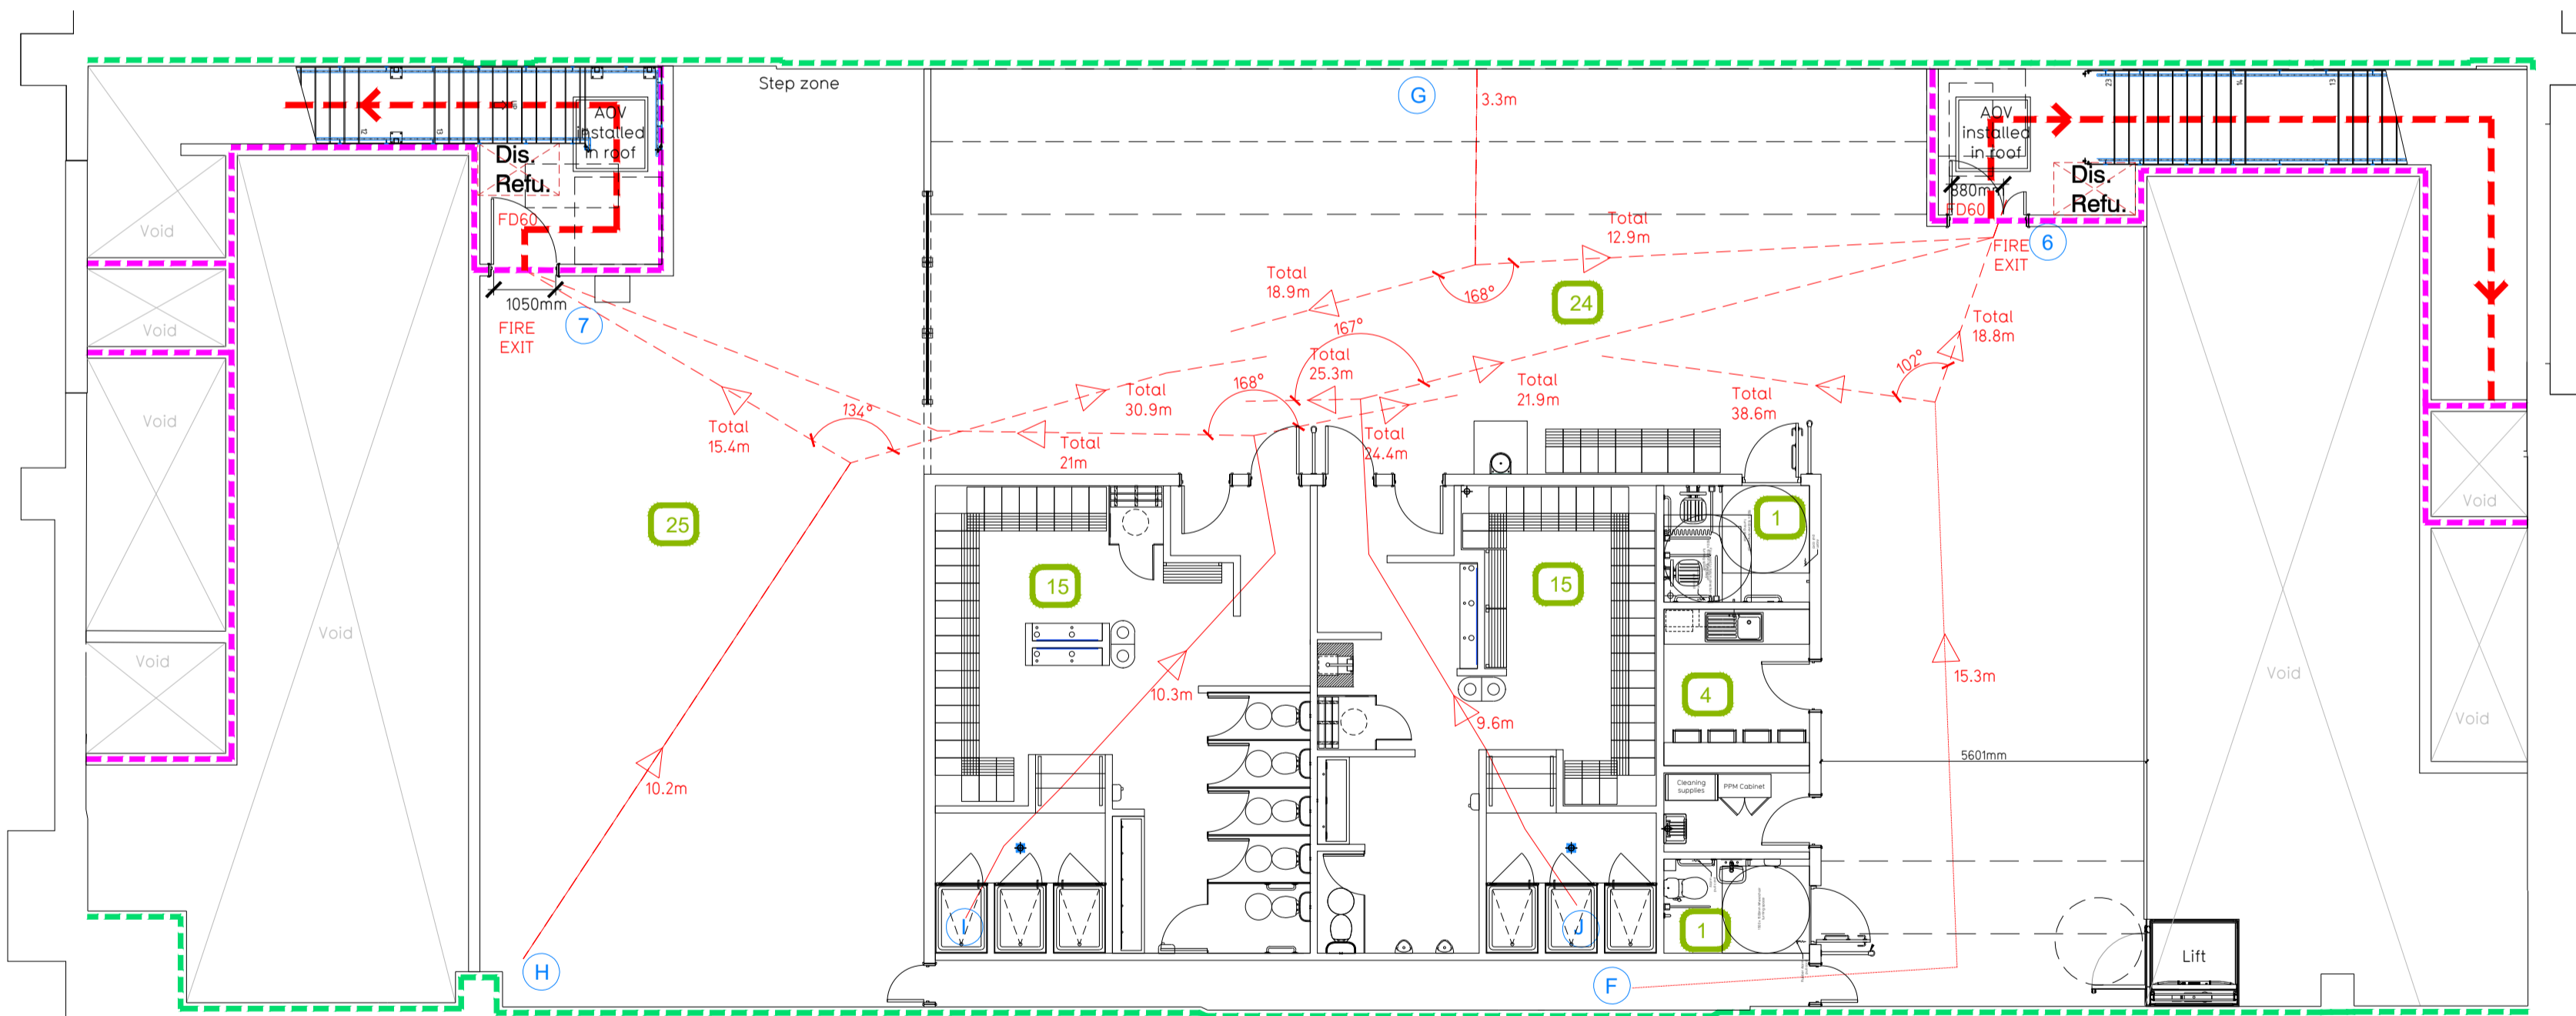 Step zone
G
3.3m
AOV
installed
in roof
Dis.
Refu.
FD60
1050mm
FIRE
EXIT
7
AOV
installed
in roof
880mm
FD60
Dis.
Refu.
FIRE
EXIT
6
Total
12.9m
Total
18.9m
168°
24
167°
Total
25.3m
Total
18.8m
102°
168°
Total
30.9m
Total
21.9m
Total
38.6m
134°
Total
15.4m
Total
21m
Total
24.4m
Void
Void
Void
Void
Void
Void
Void
Void
25
15
15
1
4
1
10.3m
9.6m
15.3m
10.2m
5601mm
Cleaning
supplies
PPM Cabinet
H
I
J
F
Lift